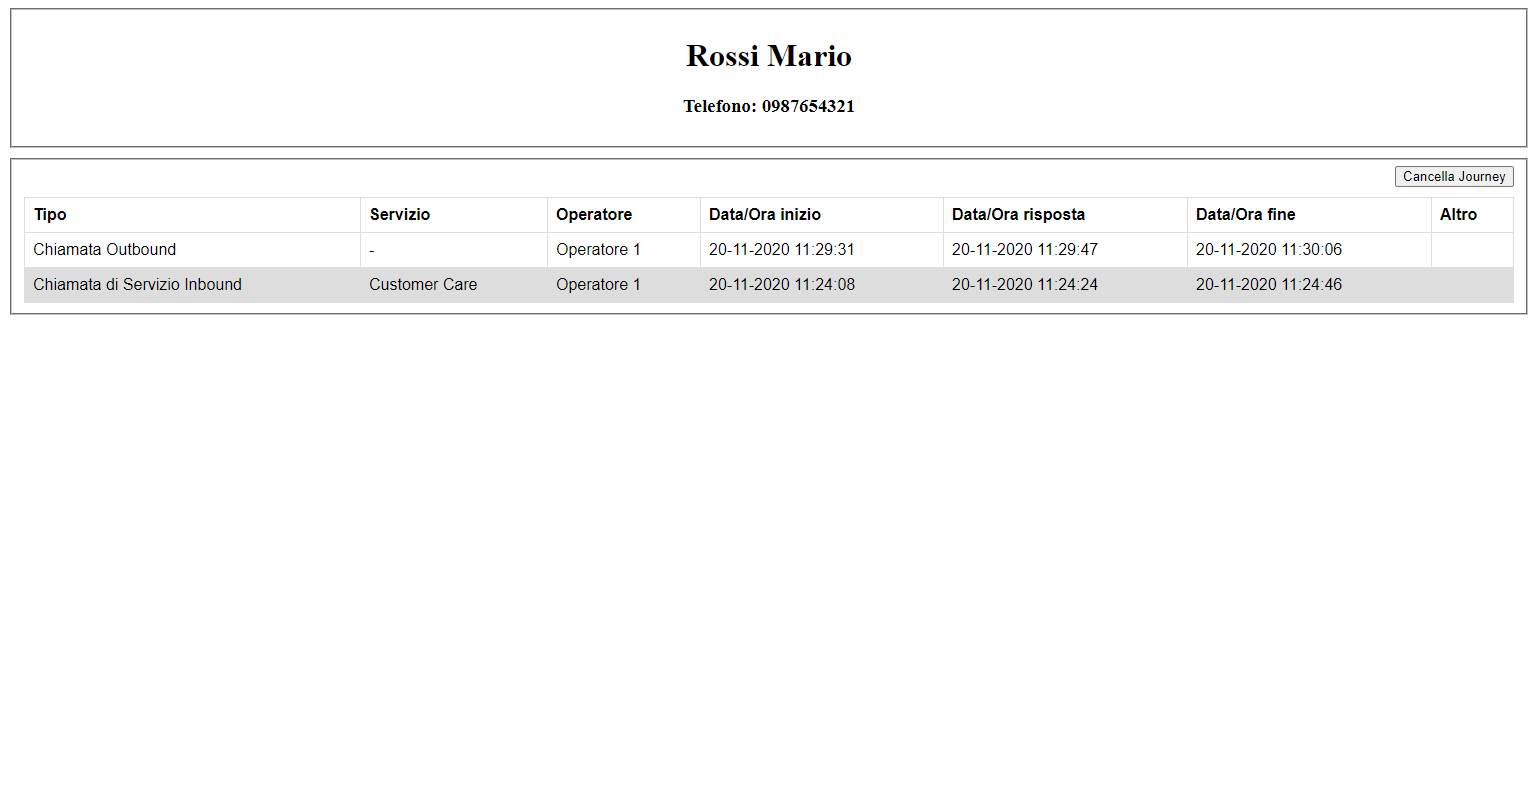 Rossi Mario
Telefono: 0987654321
Cancella Journey
Tipo Servizio Operatore Data/Ora inizio Data/Ora risposta Data/Ora fine Altro
Chiamata Outbound - Operatore 1 20-11-2020 11:29:31 20-11-2020 11:29:47 20-11-2020 11:30:06
Chiamata di Servizio Inbound Customer Care Operatore 1 20-11-2020 11:24:08 20-11-2020 11:24:24 20-11-2020 11:24:46